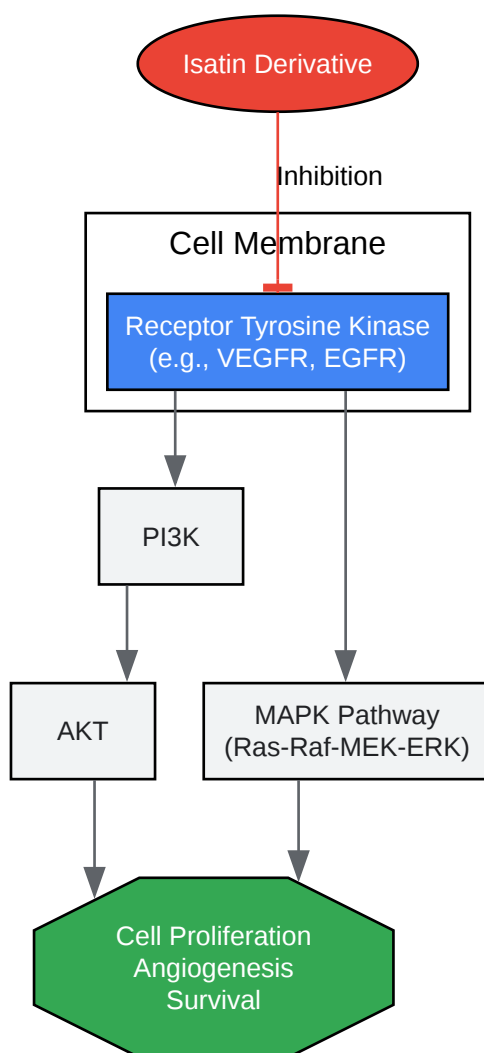 Isatin Derivative
Inhibition
Cell Membrane
Receptor Tyrosine Kinase
(e.g., VEGFR, EGFR)
PI3K
AKT
MAPK Pathway
(Ras-Raf-MEK-ERK)
Cell Proliferation
Angiogenesis
Survival